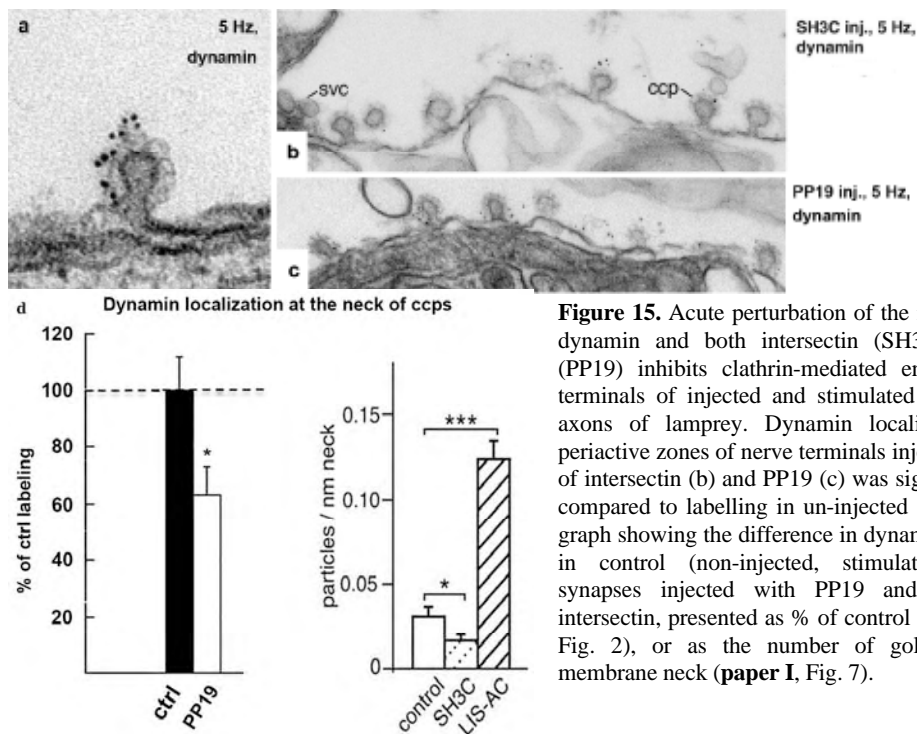 a
5 Hz,
dynamin
svc
ccp
b
SH3C inj., 5 Hz,
dynamin
c
PP19 inj., 5 Hz,
dynamin
d
Dynamin localization at the neck of ccps
% of ctrl labeling
120
100
80
60
40
20
*
ctrl
PP19
particles / nm neck
0.15
0.10
0.05
0
***
*
control
SH3C
LIS-AC
Figure 15. Acute perturbation of the
dynamin and both intersectin (SH3
(PP19) inhibits clathrin-mediated en
terminals of injected and stimulated
axons of lamprey. Dynamin locali
periactive zones of nerve terminals inj
of intersectin (b) and PP19 (c) was sig
compared to labelling in un-injected
graph showing the difference in dynam
in control (non-injected, stimulat
synapses injected with PP19 and
intersectin, presented as % of control
Fig. 2), or as the number of gol
membrane neck (paper I, Fig. 7).